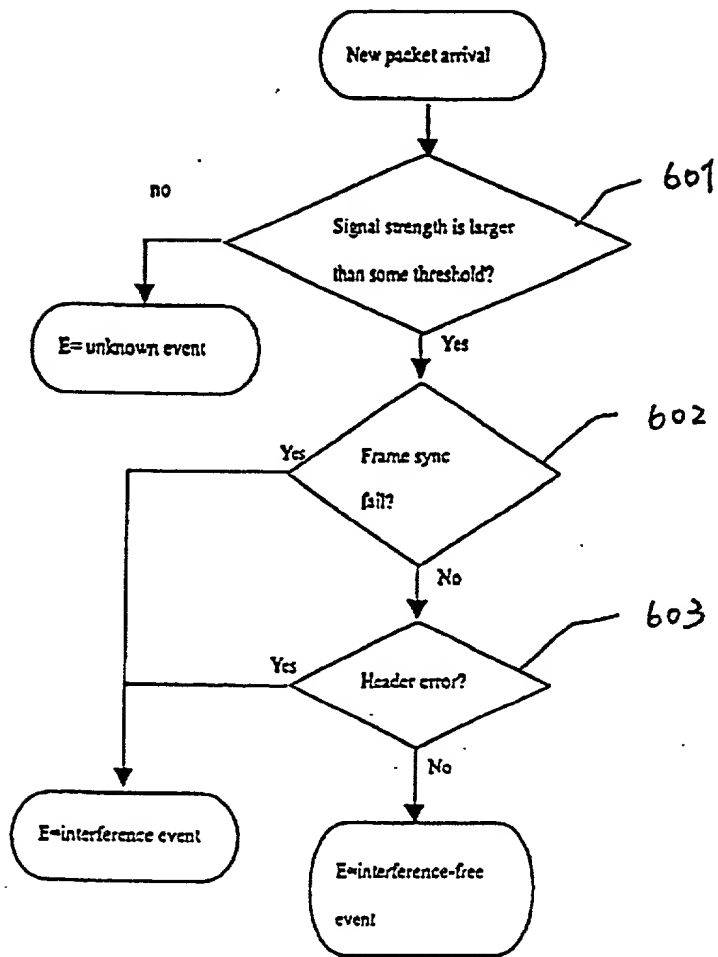 New packet arrival
601
no
Signal strength is larger
than some threshold?
E= unknown event
Yes
602
Yes
Frame sync
fail?
No
603
Yes
Header error?
No
E=interference event
E=interference-free
event